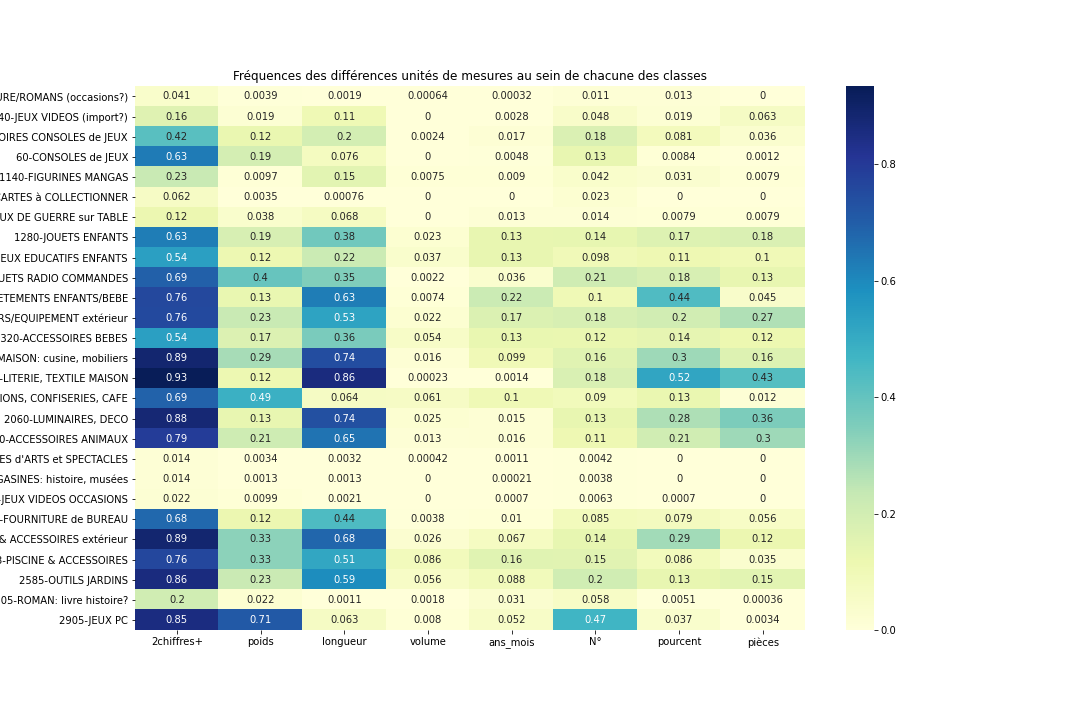 Fréquences des différences unités de mesures au sein de chacune des classes
URE/ROMANS (occasions?) 0.041 0.0039 0.0019 0.00064 0.00032 0.011 0.013 0
40-JEUX VIDEOS (import?) 0.16 0.019 0.11 0 0.0028 0.048 0.019 0.063
OIRES CONSOLES de JEUX 0.42 0.12 0.2 0.0024 0.017 0.18 0.081 0.036
60-CONSOLES de JEUX 0.63 0.19 0.076 0 0.0048 0.13 0.0084 0.0012
1140-FIGURINES MANGAS 0.23 0.0097 0.15 0.0075 0.009 0.042 0.031 0.0079
CARTES à COLLECTIONNER 0.062 0.0035 0.00076 0 0 0.023 0 0
UX DE GUERRE sur TABLE 0.12 0.038 0.068 0 0.013 0.014 0.0079 0.0079
1280-JOUETS ENFANTS 0.63 0.19 0.38 0.023 0.13 0.14 0.17 0.18
EUX EDUCATIFS ENFANTS 0.54 0.12 0.22 0.037 0.13 0.098 0.11 0.1
UETS RADIO COMMANDES 0.69 0.4 0.35 0.0022 0.036 0.21 0.18 0.13
ETEMENTS ENFANTS/BEBE 0.76 0.13 0.63 0.0074 0.22 0.1 0.44 0.045
RS/EQUIPEMENT extérieur 0.76 0.23 0.53 0.022 0.17 0.18 0.2 0.27
320-ACCESSOIRES BEBES 0.54 0.17 0.36 0.054 0.13 0.12 0.14 0.12
MAISON: cusine, mobiliers 0.89 0.29 0.74 0.016 0.099 0.16 0.3 0.16
-LITERIE, TEXTILE MAISON 0.93 0.12 0.86 0.00023 0.0014 0.18 0.52 0.43
IONS, CONFISERIES, CAFE 0.69 0.49 0.064 0.061 0.1 0.09 0.13 0.012
2060-LUMINAIRES, DECO 0.88 0.13 0.74 0.025 0.015 0.13 0.28 0.36
0-ACCESSOIRES ANIMAUX 0.79 0.21 0.65 0.013 0.016 0.11 0.21 0.3
ES d'ARTS et SPECTACLES 0.014 0.0034 0.0032 0.00042 0.0011 0.0042 0 0
GASINES: histoire, musées 0.014 0.0013 0.0013 0 0.00021 0.0038 0 0
-JEUX VIDEOS OCCASIONS 0.022 0.0099 0.0021 0 0.0007 0.0063 0.0007 0
-FOURNITURE de BUREAU 0.68 0.12 0.44 0.0038 0.01 0.085 0.079 0.056
& ACCESSOIRES extérieur 0.89 0.33 0.68 0.026 0.067 0.14 0.29 0.12
3-PISCINE & ACCESSOIRES 0.76 0.33 0.51 0.086 0.16 0.15 0.086 0.035
2585-OUTILS JARDINS 0.86 0.23 0.59 0.056 0.088 0.2 0.13 0.15
05-ROMAN: livre histoire? 0.2 0.022 0.0011 0.0018 0.031 0.058 0.0051 0.00036
2905-JEUX PC 0.85 0.71 0.063 0.008 0.052 0.47 0.037 0.0034
2chiffres+ poids longueur volume ans_mois N° pourcent pièces
0.8
0.6
0.4
0.2
0.0